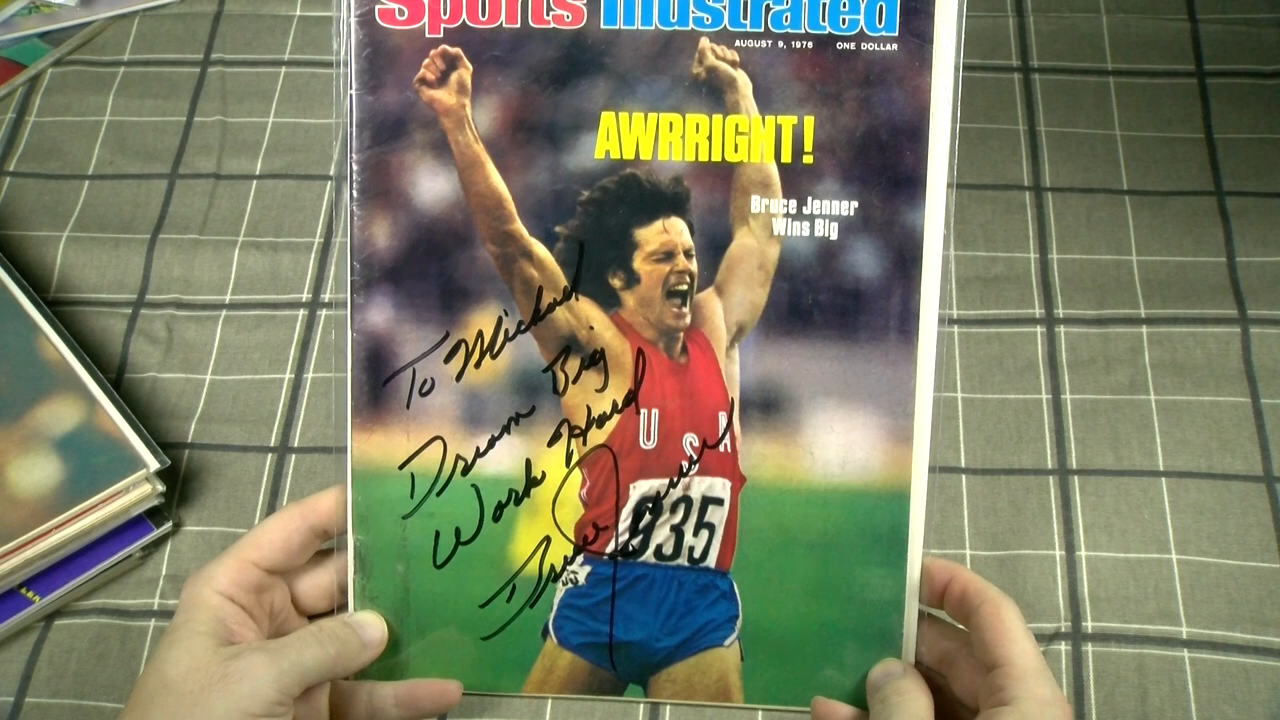 Sports Illustrated
AUGUST 9, 1976 ONE DOLLAR
AWRRIGHT!
Bruce Jenner
Wins Big
To Michael
Dream Big
Work Hard
Bruce Jenner
USA
935